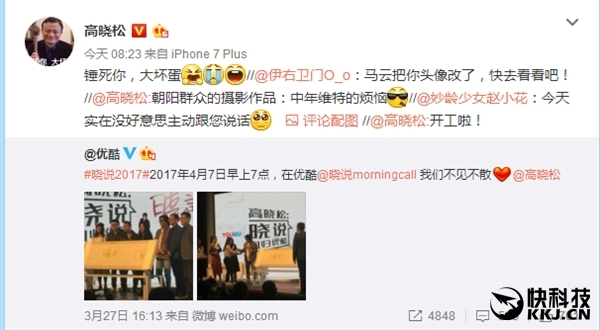 高晓松
今天 08:23 来自 iPhone 7 Plus
锤死你，大坏蛋//@伊右卫门O_o：马云把你头像改了，快去看看吧！
//@高晓松:朝阳群众的摄影作品：中年维特的烦恼//@妙龄少女赵小花：今天
实在没好意思主动跟您说话 评论配图 //@高晓松:开工啦！
@优酷
#晓说2017#2017年4月7日早上7点，在优酷@晓说morningcall 我们不见不散@高晓松
高晓松:
晓说
3月27日 16:13 来自 微博 weibo.com
4848
快科技
KKJ.CN